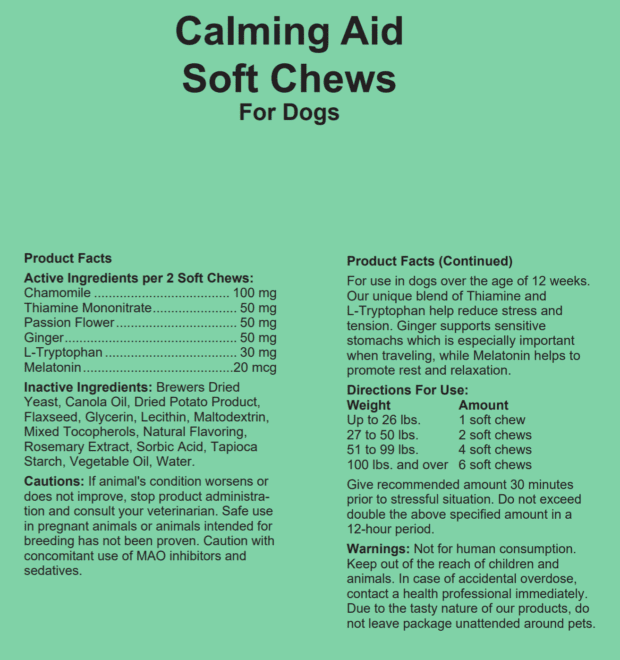 Calming Aid
Soft Chews
For Dogs
Product Facts
Active Ingredients per 2 Soft Chews:
Chamomile ..................................... 100 mg
Thiamine Mononitrate....................... 50 mg
Passion Flower................................. 50 mg
Ginger............................................... 50 mg
L-Tryptophan .................................... 30 mg
Melatonin.........................................20 mcg
Inactive Ingredients: Brewers Dried
Yeast, Canola Oil, Dried Potato Product,
Flaxseed, Glycerin, Lecithin, Maltodextrin,
Mixed Tocopherols, Natural Flavoring,
Rosemary Extract, Sorbic Acid, Tapioca
Starch, Vegetable Oil, Water.
Cautions: If animal's condition worsens or
does not improve, stop product administra-
tion and consult your veterinarian. Safe use
in pregnant animals or animals intended for
breeding has not been proven. Caution with
concomitant use of MAO inhibitors and
sedatives.
Product Facts (Continued)
For use in dogs over the age of 12 weeks.
Our unique blend of Thiamine and
L-Tryptophan help reduce stress and
tension. Ginger supports sensitive
stomachs which is especially important
when traveling, while Melatonin helps to
promote rest and relaxation.
Directions For Use:
Weight Amount
Up to 26 lbs. 1 soft chew
27 to 50 lbs. 2 soft chews
51 to 99 lbs. 4 soft chews
100 lbs. and over 6 soft chews
Give recommended amount 30 minutes
prior to stressful situation. Do not exceed
double the above specified amount in a
12-hour period.
Warnings: Not for human consumption.
Keep out of the reach of children and
animals. In case of accidental overdose,
contact a health professional immediately.
Due to the tasty nature of our products, do
not leave package unattended around pets.